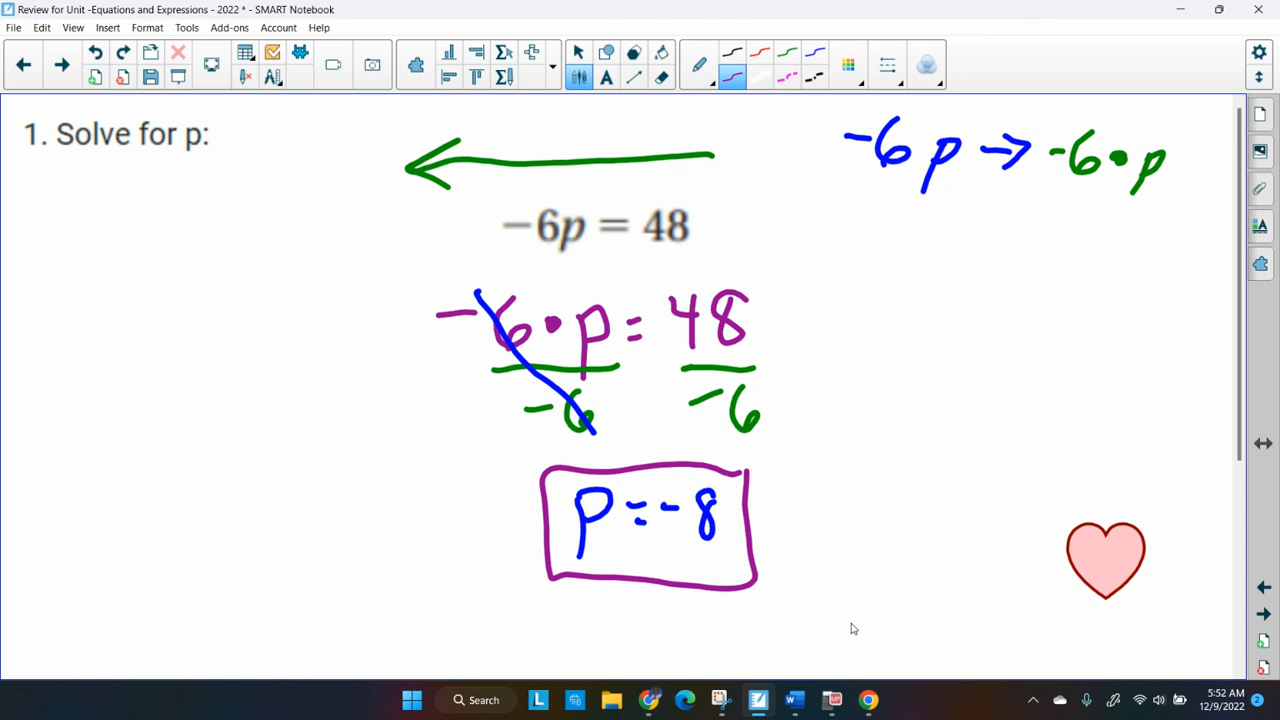 Review for Unit -Equations and Expressions - 2022 * - SMART Notebook
File Edit View Insert Format Tools Add-ons Account Help
1. Solve for p:
-6p → -6•p
−6p = 48
-6•p = 48
-6 -6
p = -8
Search
5:52 AM
12/9/2022
2